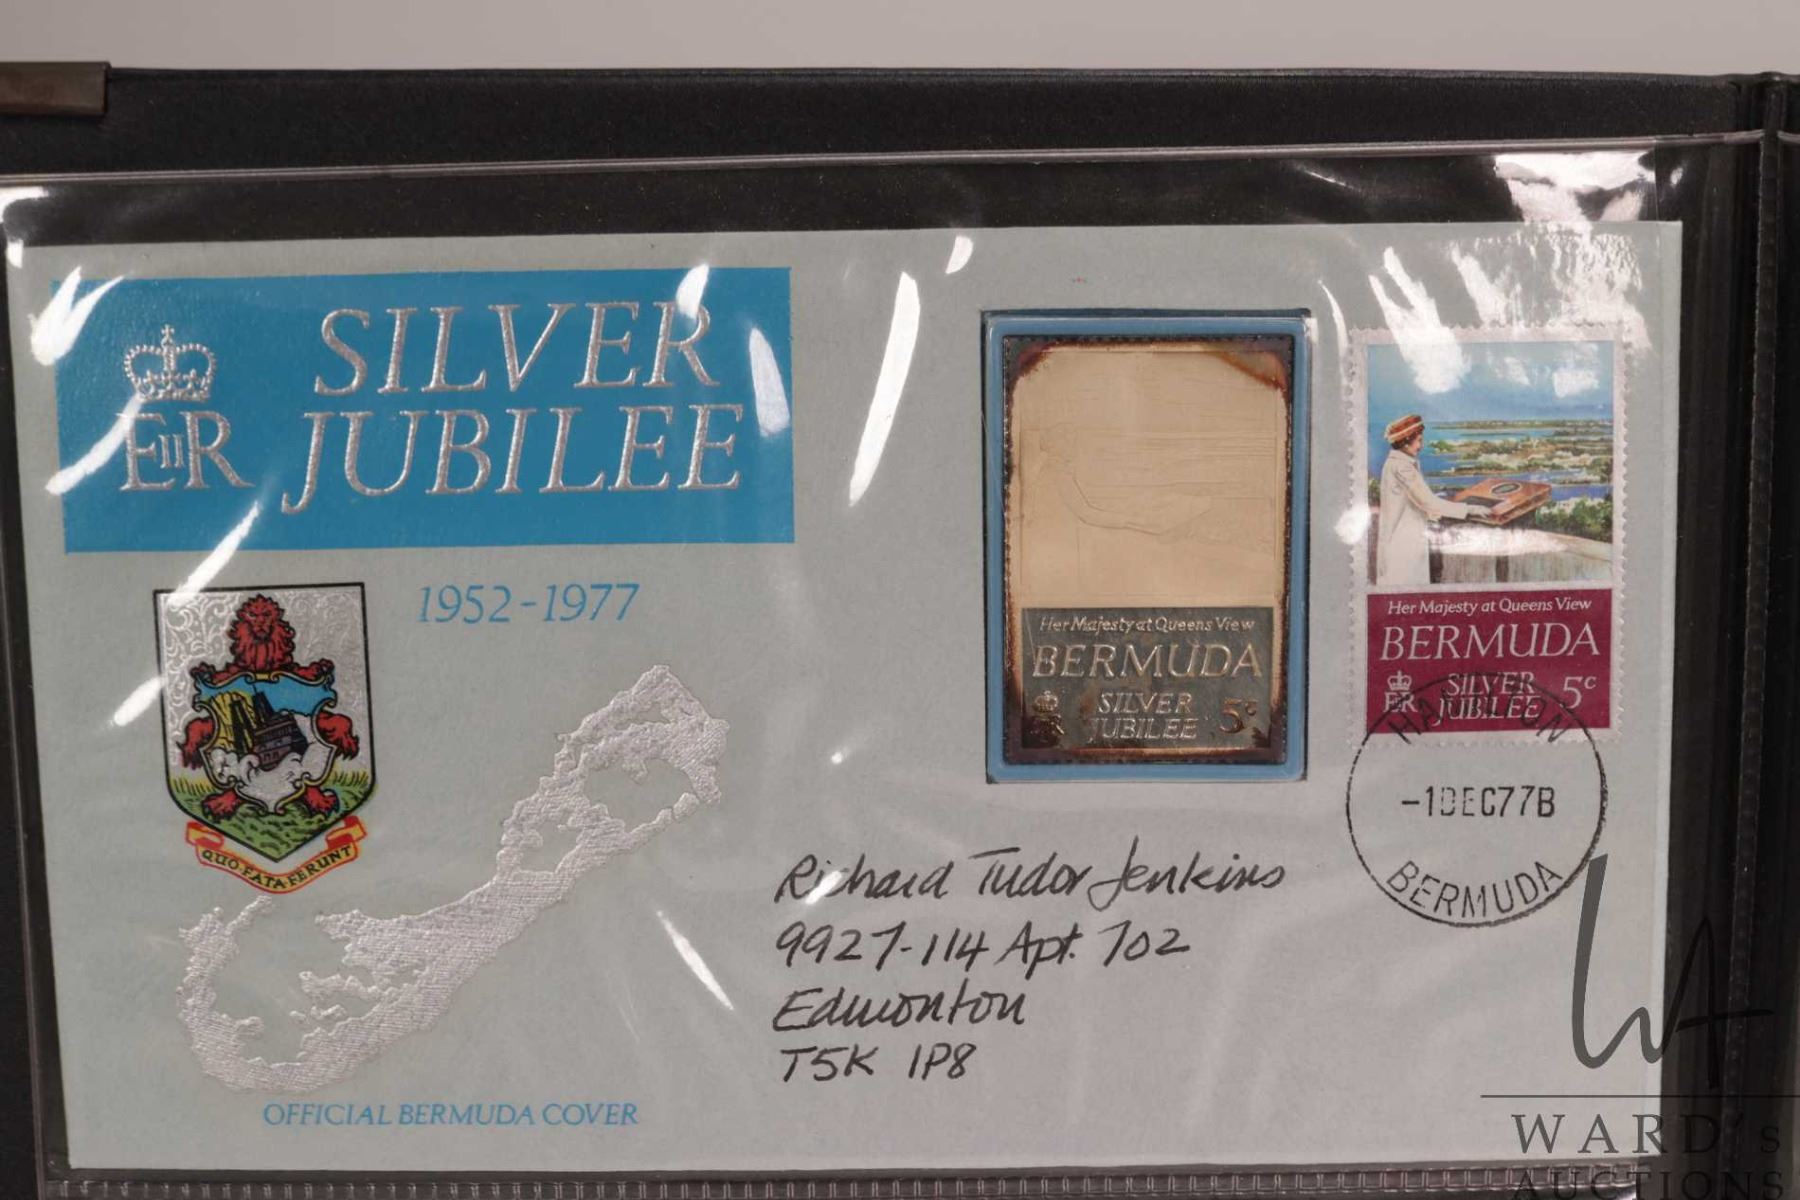 SILVER
EIIR JUBILEE
1952-1977
QUO FATA FERUNT
OFFICIAL BERMUDA COVER
Her Majesty at Queens View
BERMUDA
SILVER
JUBILEE 5c
Her Majesty at Queens View
BERMUDA
ER SILVER
JUBILEE 5c
HAMILTON
-1DEC77B
BERMUDA
Richard Tudor Jenkins
9927-114 Apt. 702
Edmonton
T5K 1P8
WA
WARD's
AUCTIONS